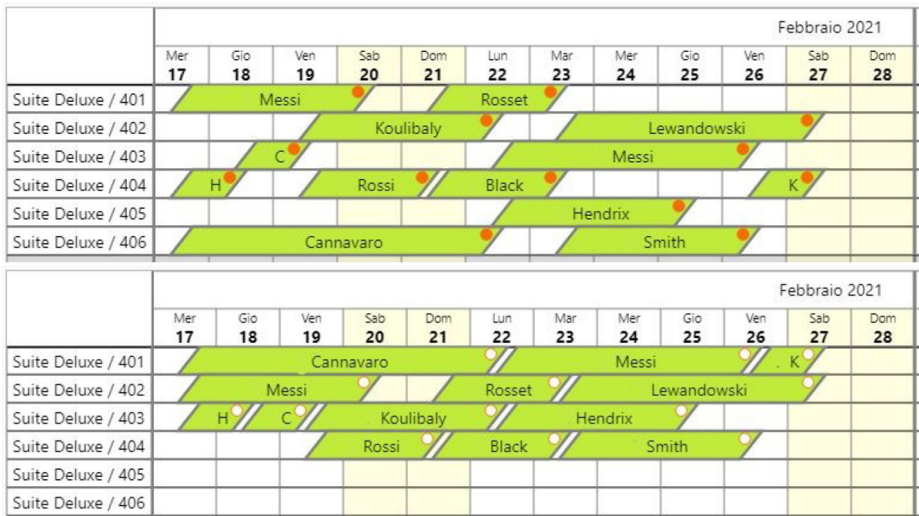 Febbraio 2021
Mer Gio Ven Sab Dom Lun Mar Mer Gio Ven Sab Dom
17 18 19 20 21 22 23 24 25 26 27 28
Suite Deluxe / 401 Messi Rosset
Suite Deluxe / 402 Koulibaly Lewandowski
Suite Deluxe / 403 C Messi
Suite Deluxe / 404 H Rossi Black K
Suite Deluxe / 405 Hendrix
Suite Deluxe / 406 Cannavaro Smith
Febbraio 2021
Mer Gio Ven Sab Dom Lun Mar Mer Gio Ven Sab Dom
17 18 19 20 21 22 23 24 25 26 27 28
Suite Deluxe / 401 Cannavaro Messi . K
Suite Deluxe / 402 Messi Rosset Lewandowski
Suite Deluxe / 403 H C Koulibaly Hendrix
Suite Deluxe / 404 Rossi Black Smith
Suite Deluxe / 405
Suite Deluxe / 406